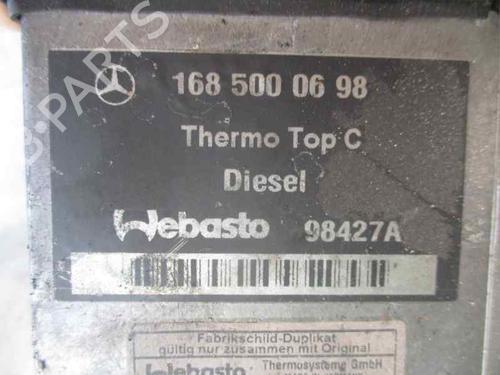 B-PARTS
168 500 06 98
Thermo Top C
Diesel
Webasto 98427A
Fabrikschild-Duplikat
gültig nur zusammen mit Original
Webasto Thermosysteme GmbH